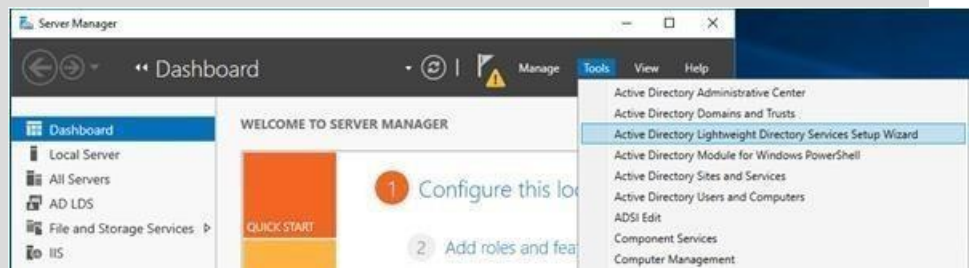 Server Manager
Dashboard
Manage Tools View Help
Dashboard
Local Server
All Servers
AD LDS
File and Storage Services
IIS
WELCOME TO SERVER MANAGER
QUICK START
1 Configure this loc
2 Add roles and fea
Active Directory Administrative Center
Active Directory Domains and Trusts
Active Directory Lightweight Directory Services Setup Wizard
Active Directory Module for Windows PowerShell
Active Directory Sites and Services
Active Directory Users and Computers
ADSI Edit
Component Services
Computer Management